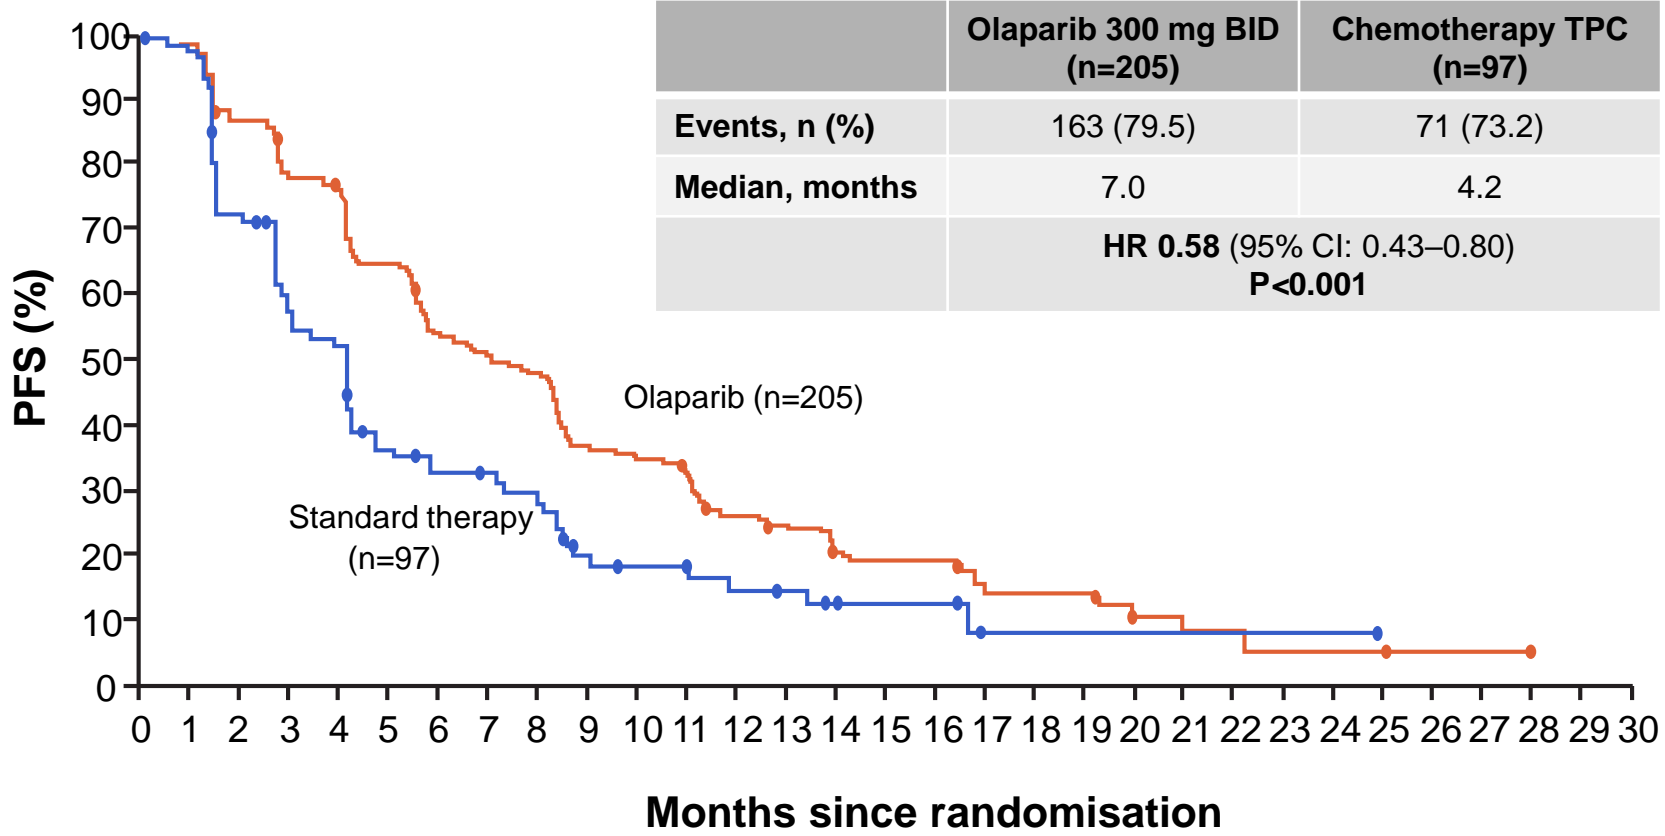 Olaparib 300 mg BID (n=205)
Chemotherapy TPC (n=97)
Events, n (%) 163 (79.5) 71 (73.2)
Median, months 7.0 4.2
HR 0.58 (95% CI: 0.43–0.80)
P<0.001
PFS (%)
100
90
80
70
60
50
40
30
20
10
0
Olaparib (n=205)
Standard therapy
(n=97)
0 1 2 3 4 5 6 7 8 9 10 11 12 13 14 15 16 17 18 19 20 21 22 23 24 25 26 27 28 29 30
Months since randomisation